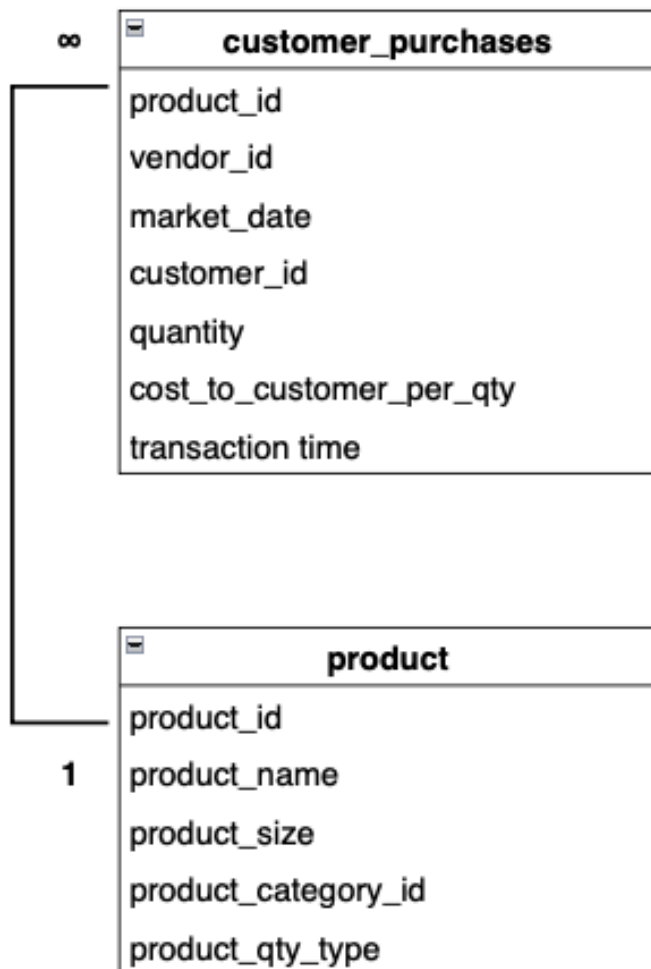 ∞
customer_purchases
product_id
vendor_id
market_date
customer_id
quantity
cost_to_customer_per_qty
transaction time
product
product_id
1
product_name
product_size
product_category_id
product_qty_type